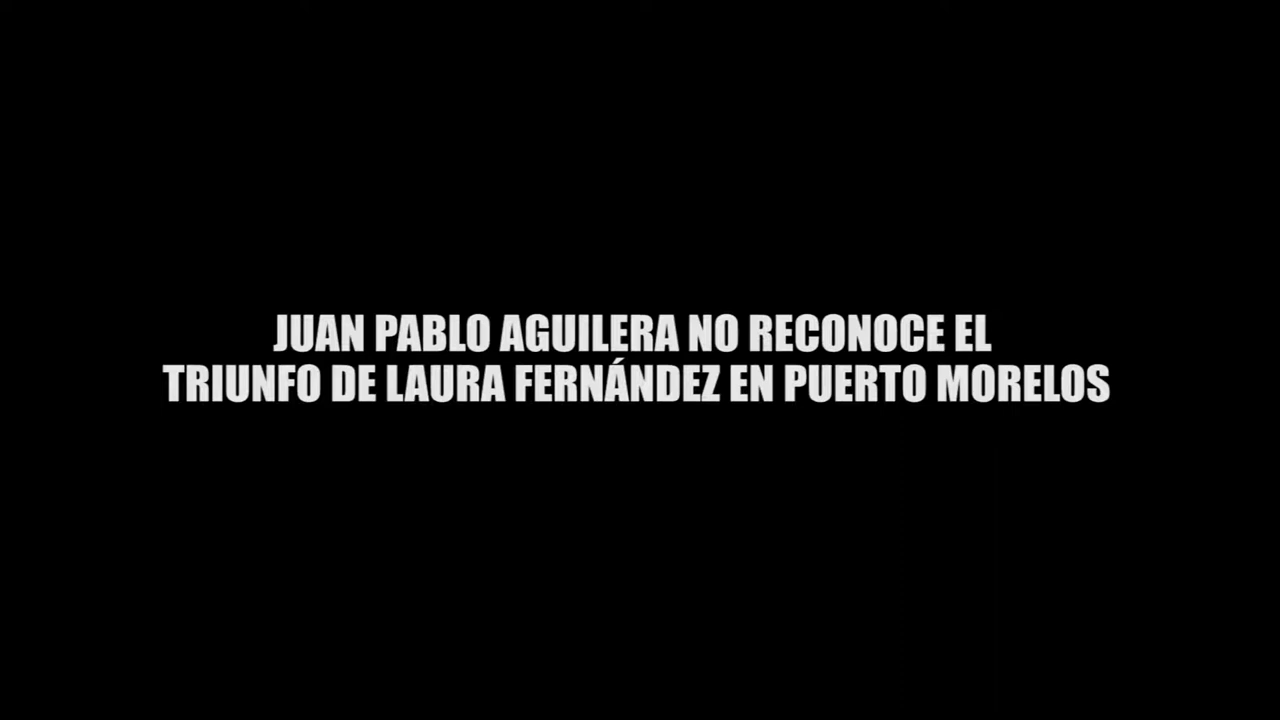 JUAN PABLO AGUILERA NO RECONOCE EL
TRIUNFO DE LAURA FERNÁNDEZ EN PUERTO MORELOS